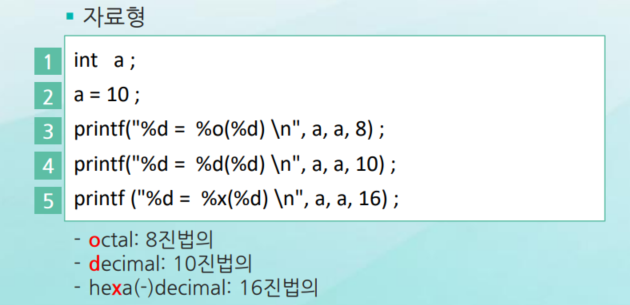 ▪ 자료형
1 int a ;
2 a = 10 ;
3 printf("%d = %o(%d) \n", a, a, 8) ;
4 printf("%d = %d(%d) \n", a, a, 10) ;
5 printf ("%d = %x(%d) \n", a, a, 16) ;
- octal: 8진법의
- decimal: 10진법의
- hexa(-)decimal: 16진법의